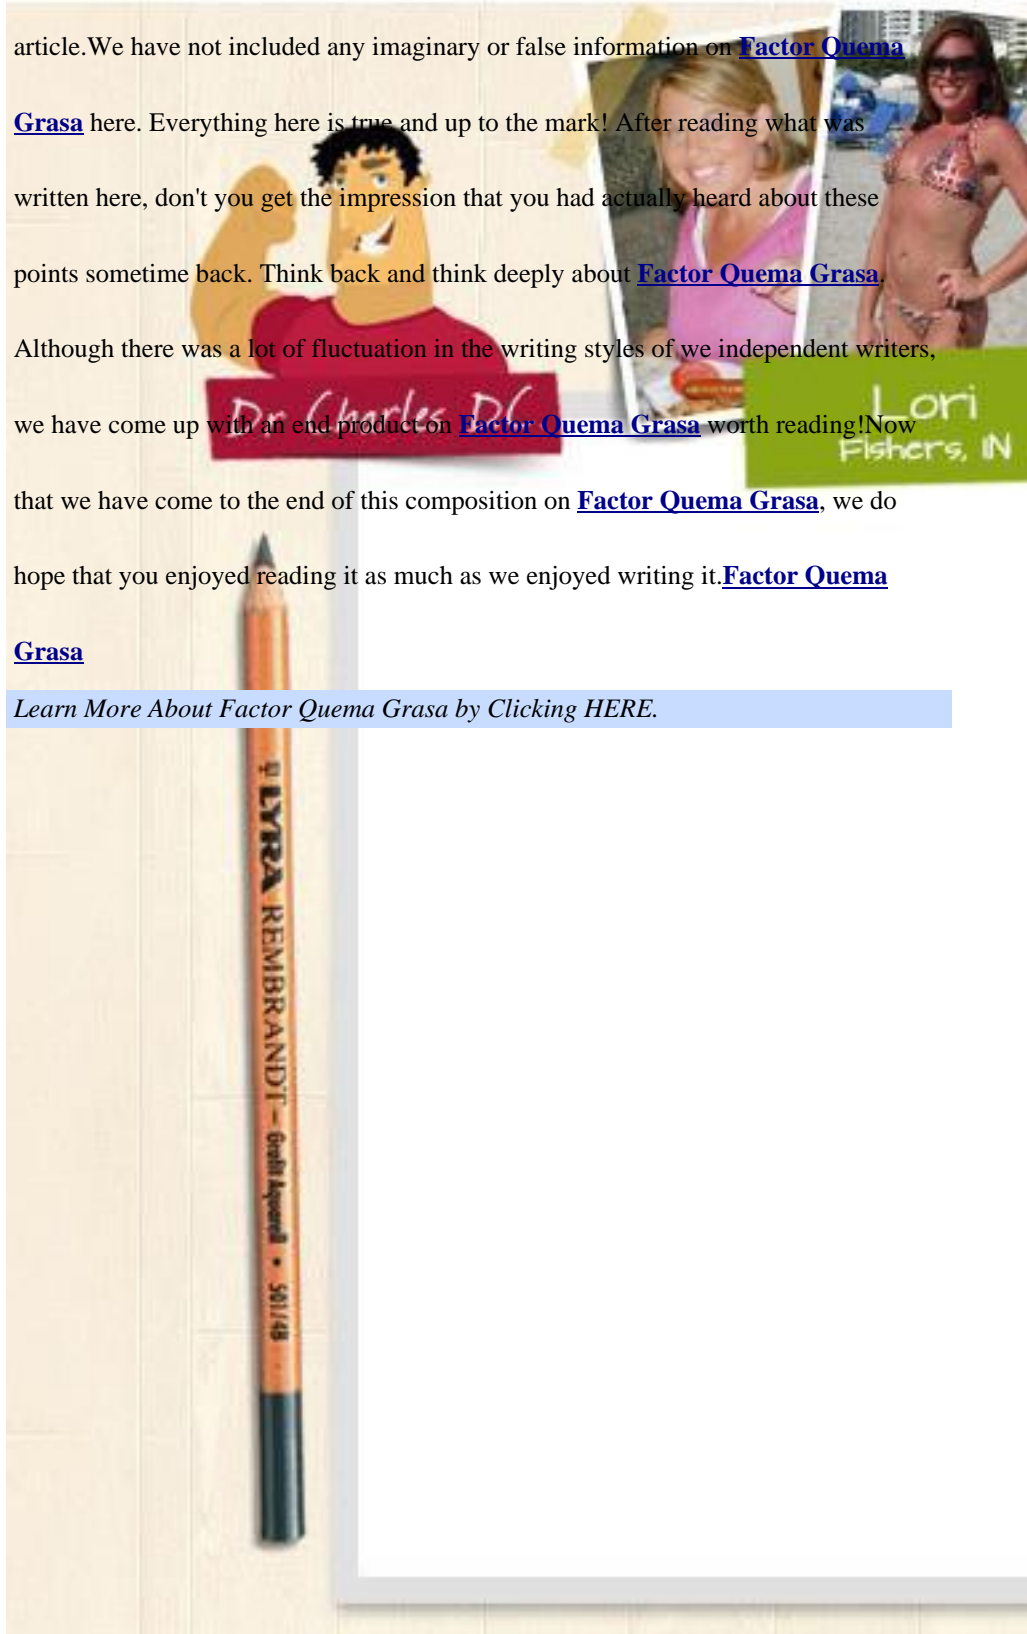 article.We have not included any imaginary or false information on Factor Quema
Grasa here. Everything here is true and up to the mark! After reading what was
written here, don't you get the impression that you had actually heard about these
points sometime back. Think back and think deeply about Factor Quema Grasa.
Although there was a lot of fluctuation in the writing styles of we independent writers,
we have come up with an end product on Factor Quema Grasa worth reading!Now
that we have come to the end of this composition on Factor Quema Grasa, we do
hope that you enjoyed reading it as much as we enjoyed writing it.Factor Quema
Grasa
Learn More About Factor Quema Grasa by Clicking HERE.
Dr. Charles DC
Lori
Fishers, IN
LYRA REMBRANDT – Grafit Aquarell • 501/4B